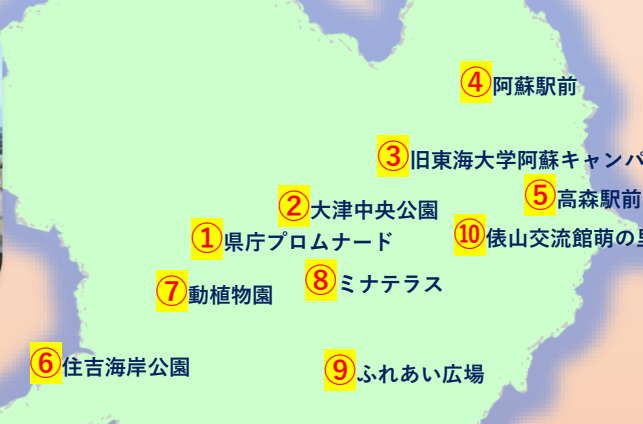 ④阿蘇駅前
③旧東海大学阿蘇キャンパ
⑤高森駅前
②大津中央公園
①県庁プロムナード
⑩俵山交流館萌の里
⑦動植物園
⑧ミナテラス
⑥住吉海岸公園
⑨ふれあい広場